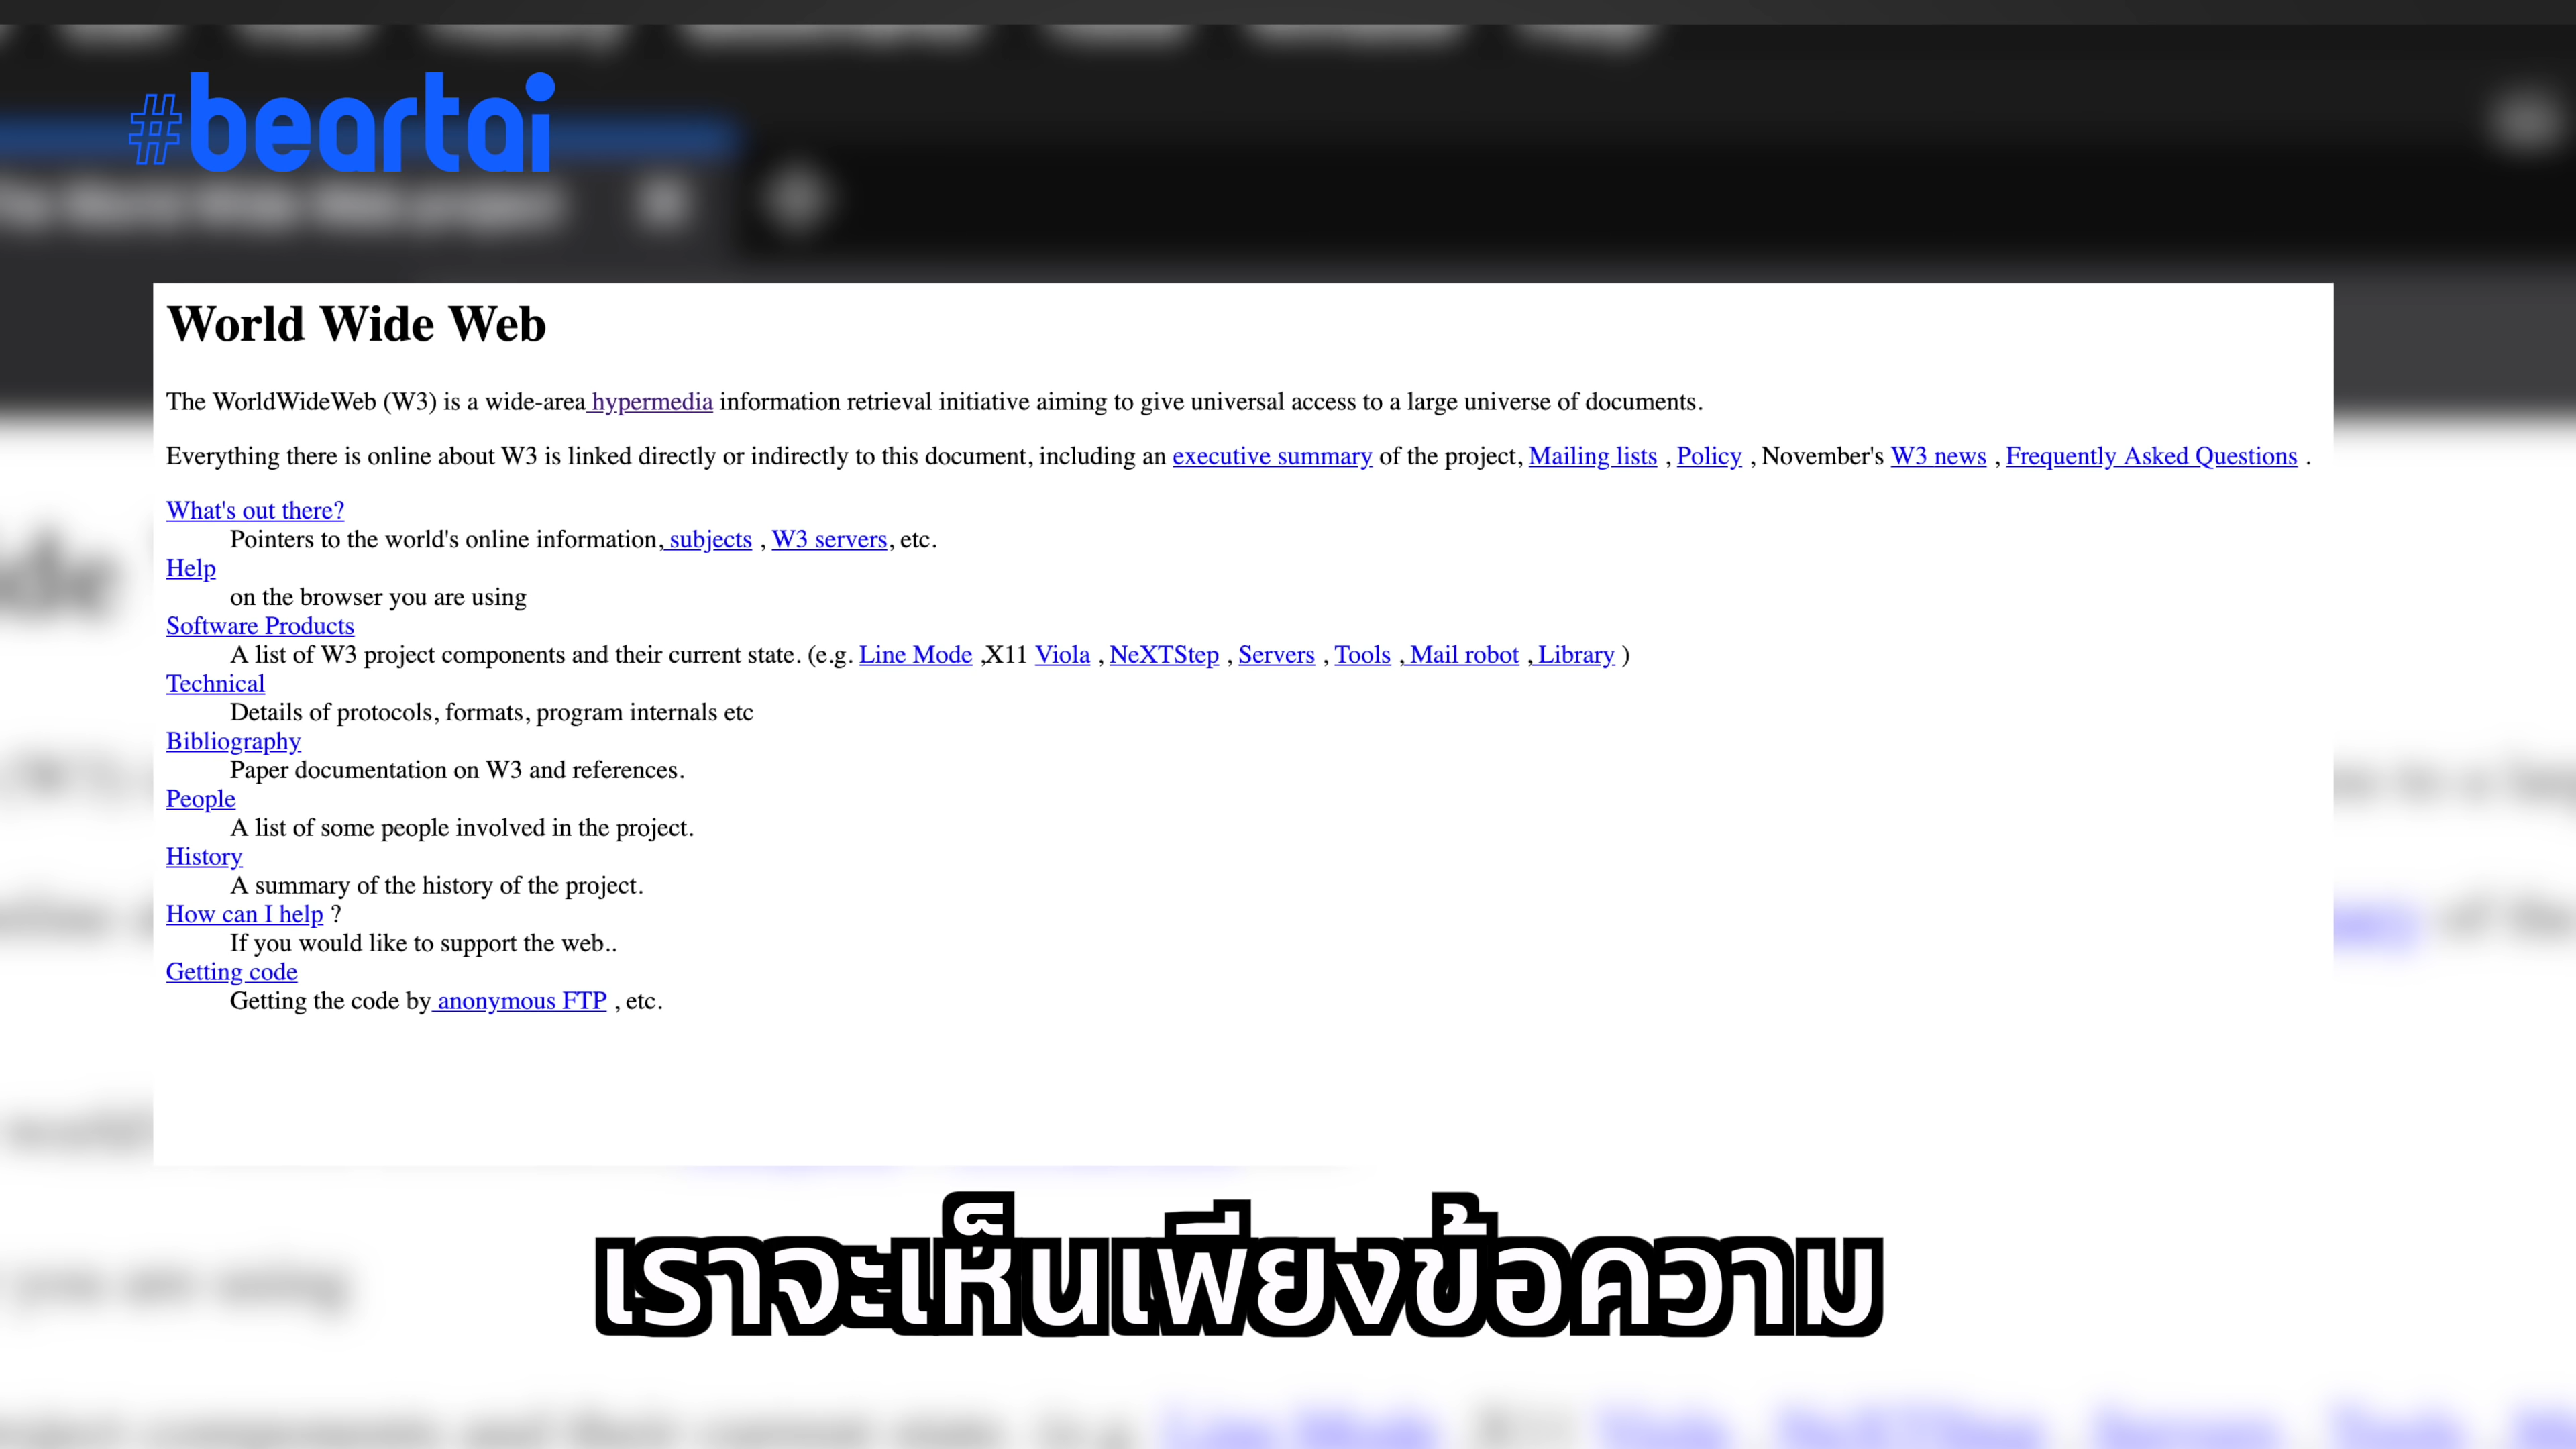 #beartai
World Wide Web
The WorldWideWeb (W3) is a wide-area hypermedia information retrieval initiative aiming to give universal access to a large universe of documents.
Everything there is online about W3 is linked directly or indirectly to this document, including an executive summary of the project, Mailing lists , Policy , November's W3 news , Frequently Asked Questions .
What's out there?
Pointers to the world's online information, subjects , W3 servers, etc.
Help
on the browser you are using
Software Products
A list of W3 project components and their current state. (e.g. Line Mode ,X11 Viola , NeXTStep , Servers , Tools , Mail robot , Library )
Technical
Details of protocols, formats, program internals etc
Bibliography
Paper documentation on W3 and references.
People
A list of some people involved in the project.
History
A summary of the history of the project.
How can I help ?
If you would like to support the web..
Getting code
Getting the code by anonymous FTP , etc.
เราจะเห็นเพียงข้อความ